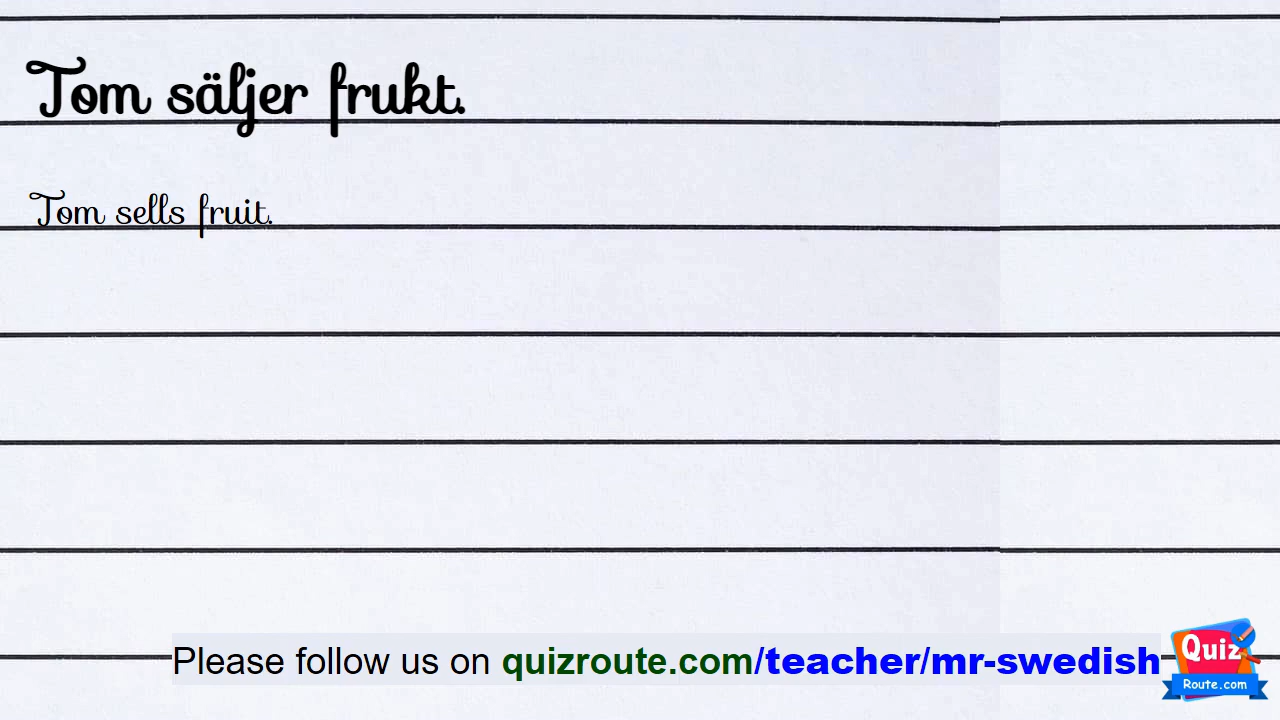 Tom säljer frukt.
Tom sells fruit.
Please follow us on quizroute.com/teacher/mr-swedish
Quiz
Route.com